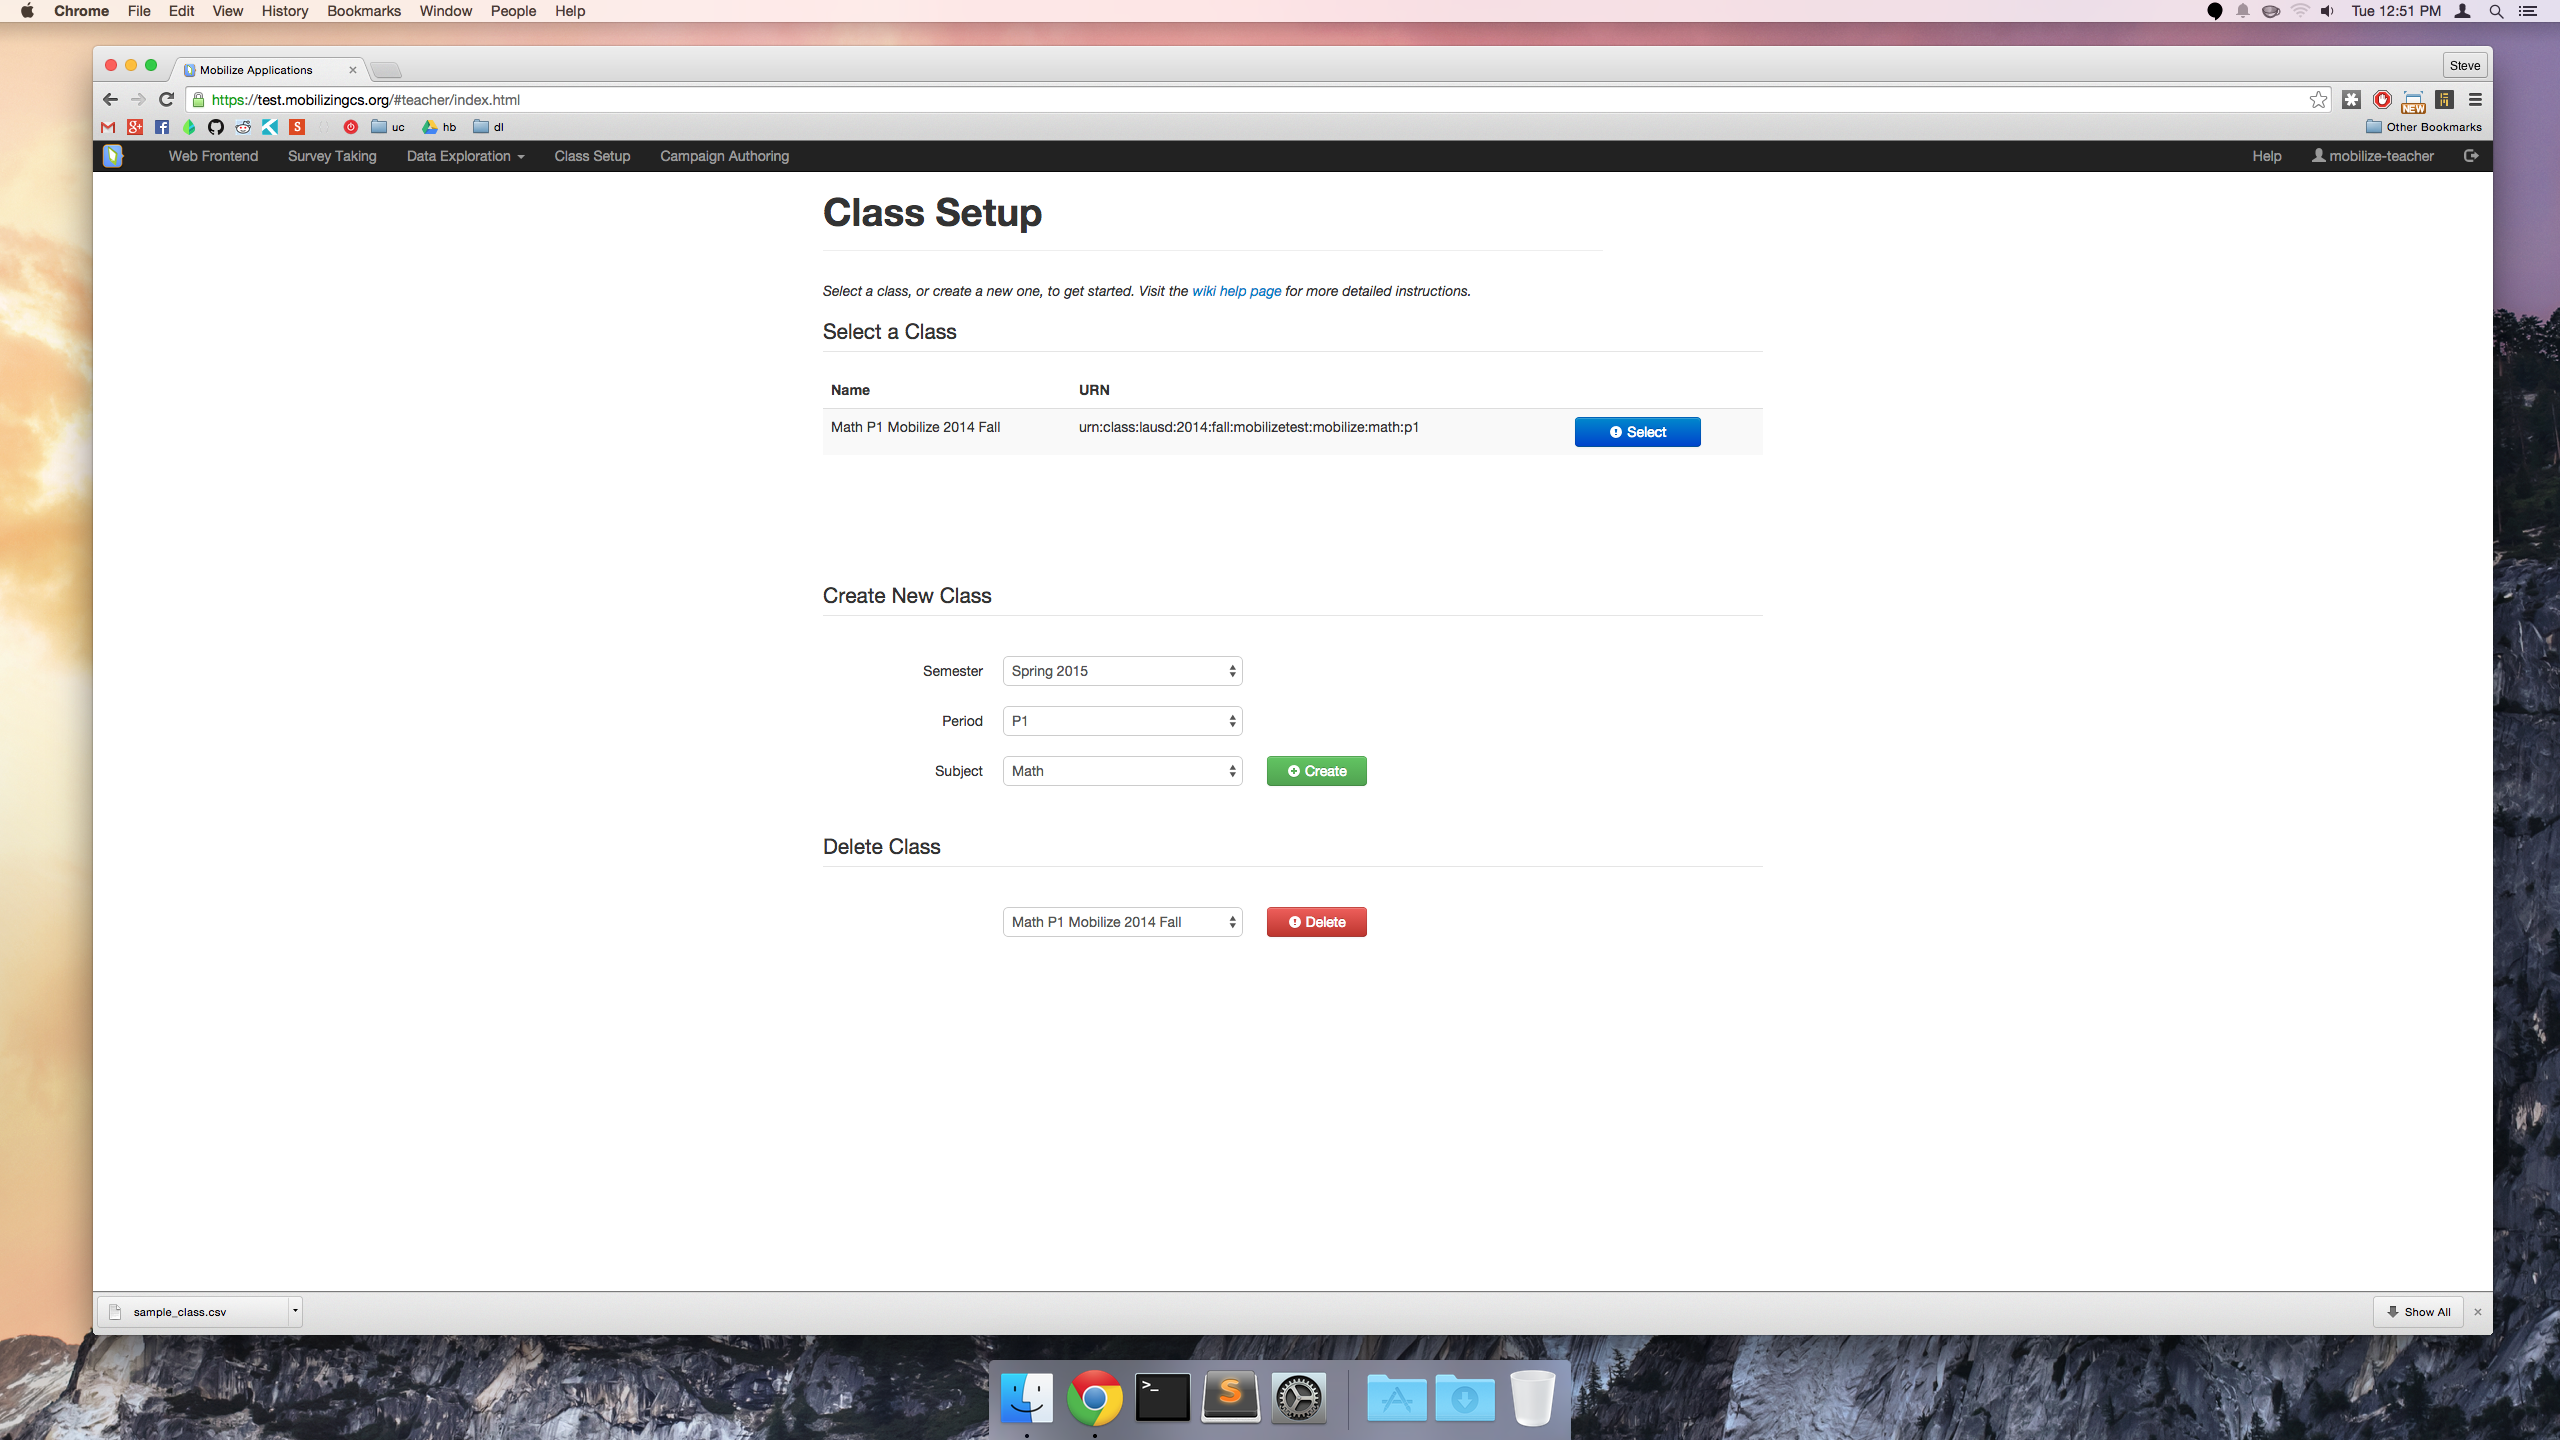 Chrome File Edit View History Bookmarks Window People Help Tue 12:51 PM
Mobilize Applications Steve
https://test.mobilizingcs.org/#teacher/index.html NEW
uc hb dl Other Bookmarks
Web Frontend Survey Taking Data Exploration Class Setup Campaign Authoring Help mobilize-teacher
Class Setup
Select a class, or create a new one, to get started. Visit the wiki help page for more detailed instructions.
Select a Class
Name URN
Math P1 Mobilize 2014 Fall urn:class:lausd:2014:fall:mobilizetest:mobilize:math:p1 Select
Create New Class
Semester Spring 2015
Period P1
Subject Math Create
Delete Class
Math P1 Mobilize 2014 Fall Delete
sample_class.csv Show All